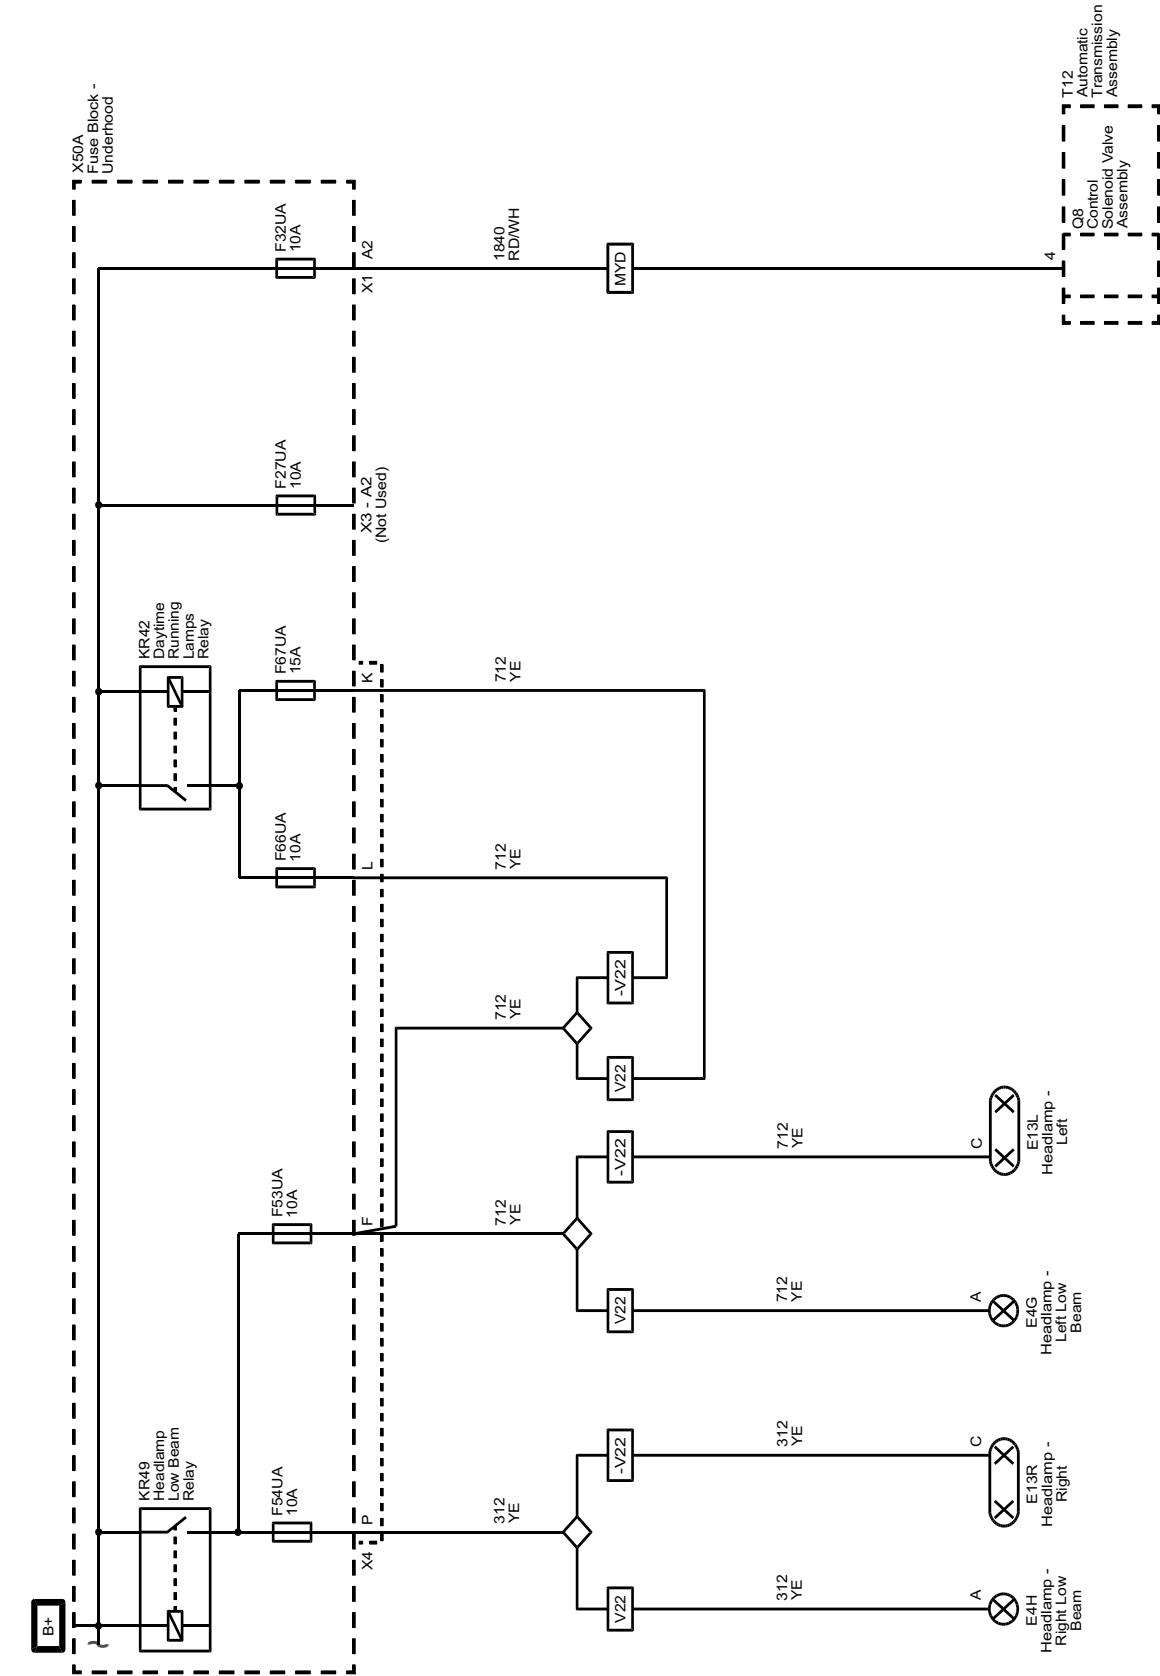 B+
X50A
Fuse Block -
Underhood
KR49
Headlamp
Low Beam
Relay
KR42
Daytime
Running
Lamps
Relay
F54UA
10A
F53UA
10A
F66UA
10A
F67UA
15A
F27UA
10A
F32UA
10A
X4
P
F
L
K
X3 - A2
(Not Used)
X1
A2
312
YE
712
YE
712
YE
712
YE
712
YE
1840
RD/WH
V22
-V22
V22
-V22
V22
-V22
MYD
312
YE
312
YE
712
YE
712
YE
A
C
A
C
4
E4H
Headlamp -
Right Low
Beam
E13R
Headlamp -
Right
E4G
Headlamp -
Left Low
Beam
E13L
Headlamp -
Left
Q8
Control
Solenoid Valve
Assembly
T12
Automatic
Transmission
Assembly